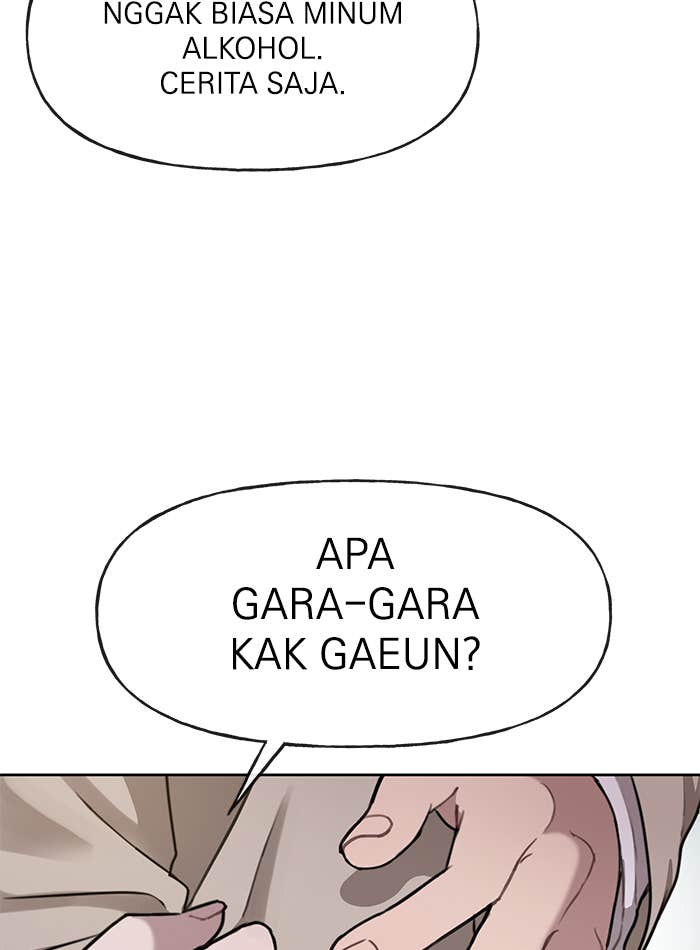 NGGAK BIASA MINUM
ALKOHOL.
CERITA SAJA.
APA
GARA-GARA
KAK GAEUN?